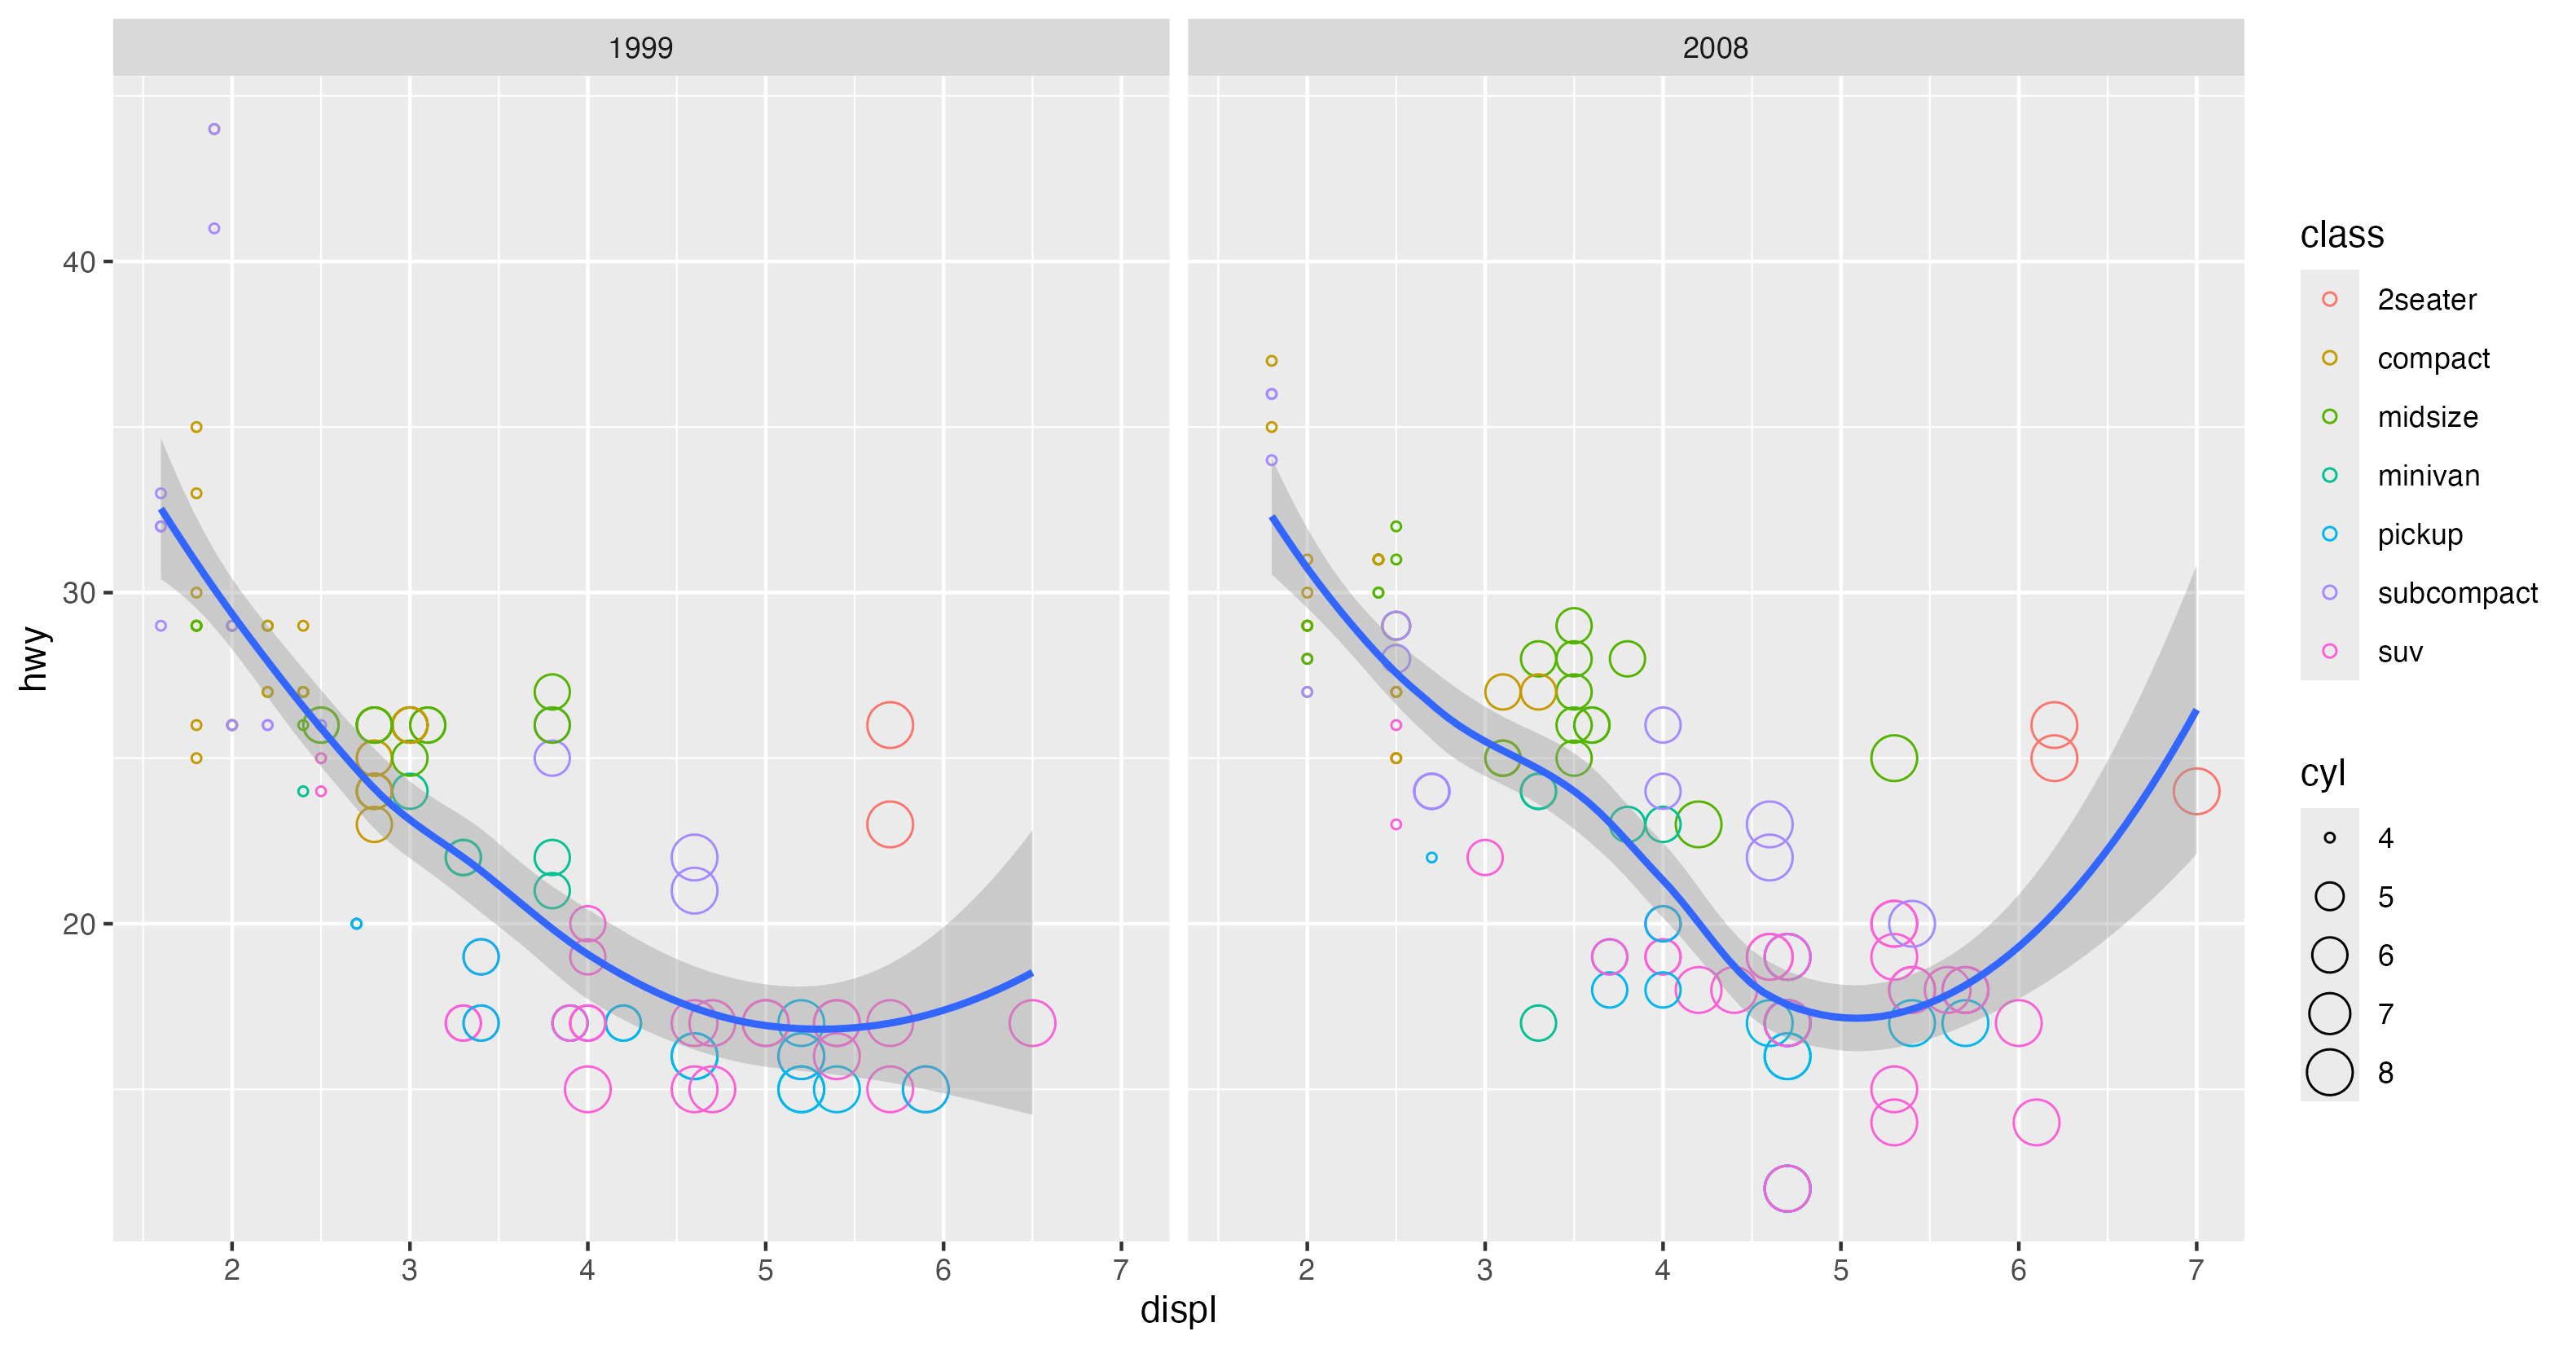 1999
2008
hwy
40
30
20
2 3 4 5 6 7
2 3 4 5 6 7
displ
class
2seater
compact
midsize
minivan
pickup
subcompact
suv
cyl
4
5
6
7
8